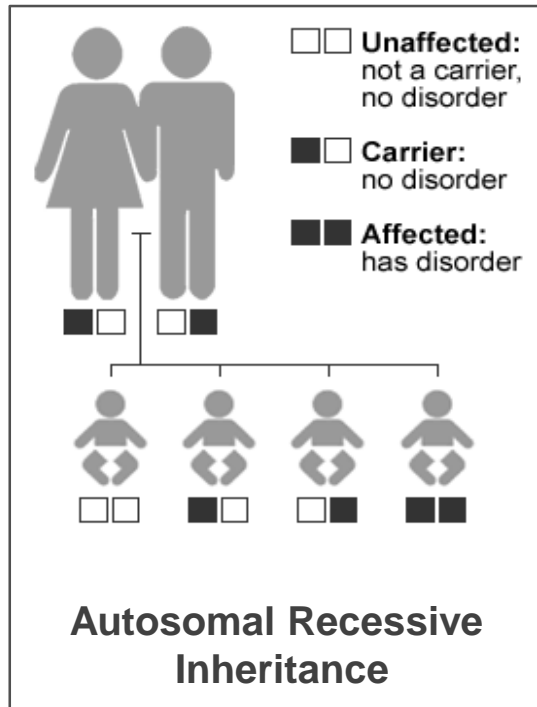 Unaffected:
not a carrier,
no disorder
Carrier:
no disorder
Affected:
has disorder
Autosomal Recessive
Inheritance